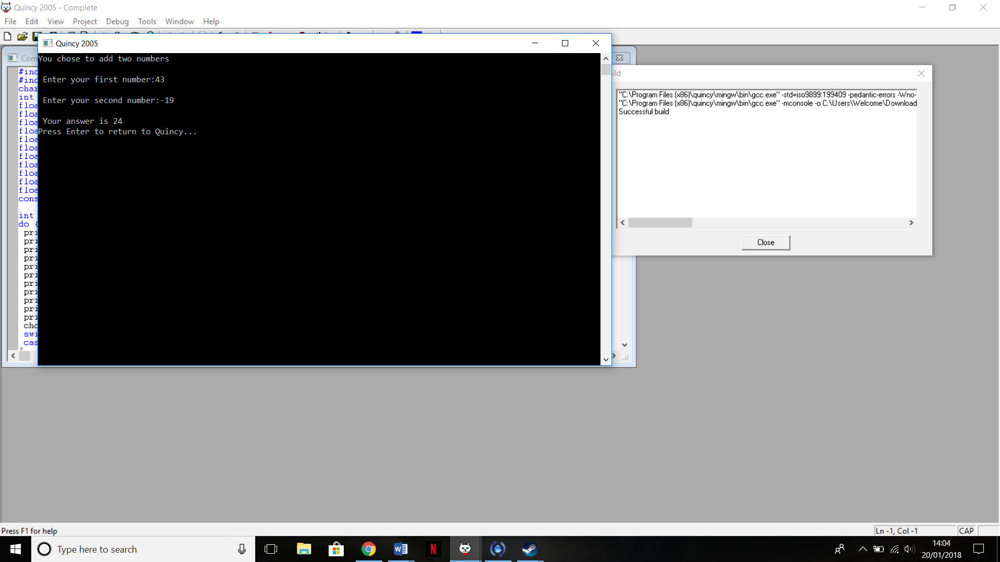 Quincy 2005 - Complete
File Edit View Project Debug Tools Window Help
Quincy 2005
You chose to add two numbers
Enter your first number:43
Enter your second number:-19
Your answer is 24
Press Enter to return to Quincy...
Com
#inc
#inc
char
int
floa
floa
floa
floa
floa
floa
floa
floa
floa
floa
floa
cons
int
do {
pri
pri
pri
pri
pri
pri
pri
pri
pri
pri
pri
cho
swi
cas
ild
"C:\Program Files (x86)\quincy\mingw\bin\gcc.exe" -std=iso9899:199409 -pedantic-errors -Wno-
"C:\Program Files (x86)\quincy\mingw\bin\gcc.exe" -mconsole -o C:\Users\Welcome\Download
Successful build
Close
Press F1 for help
Ln -1, Col -1
CAP
Type here to search
14:04
20/01/2018